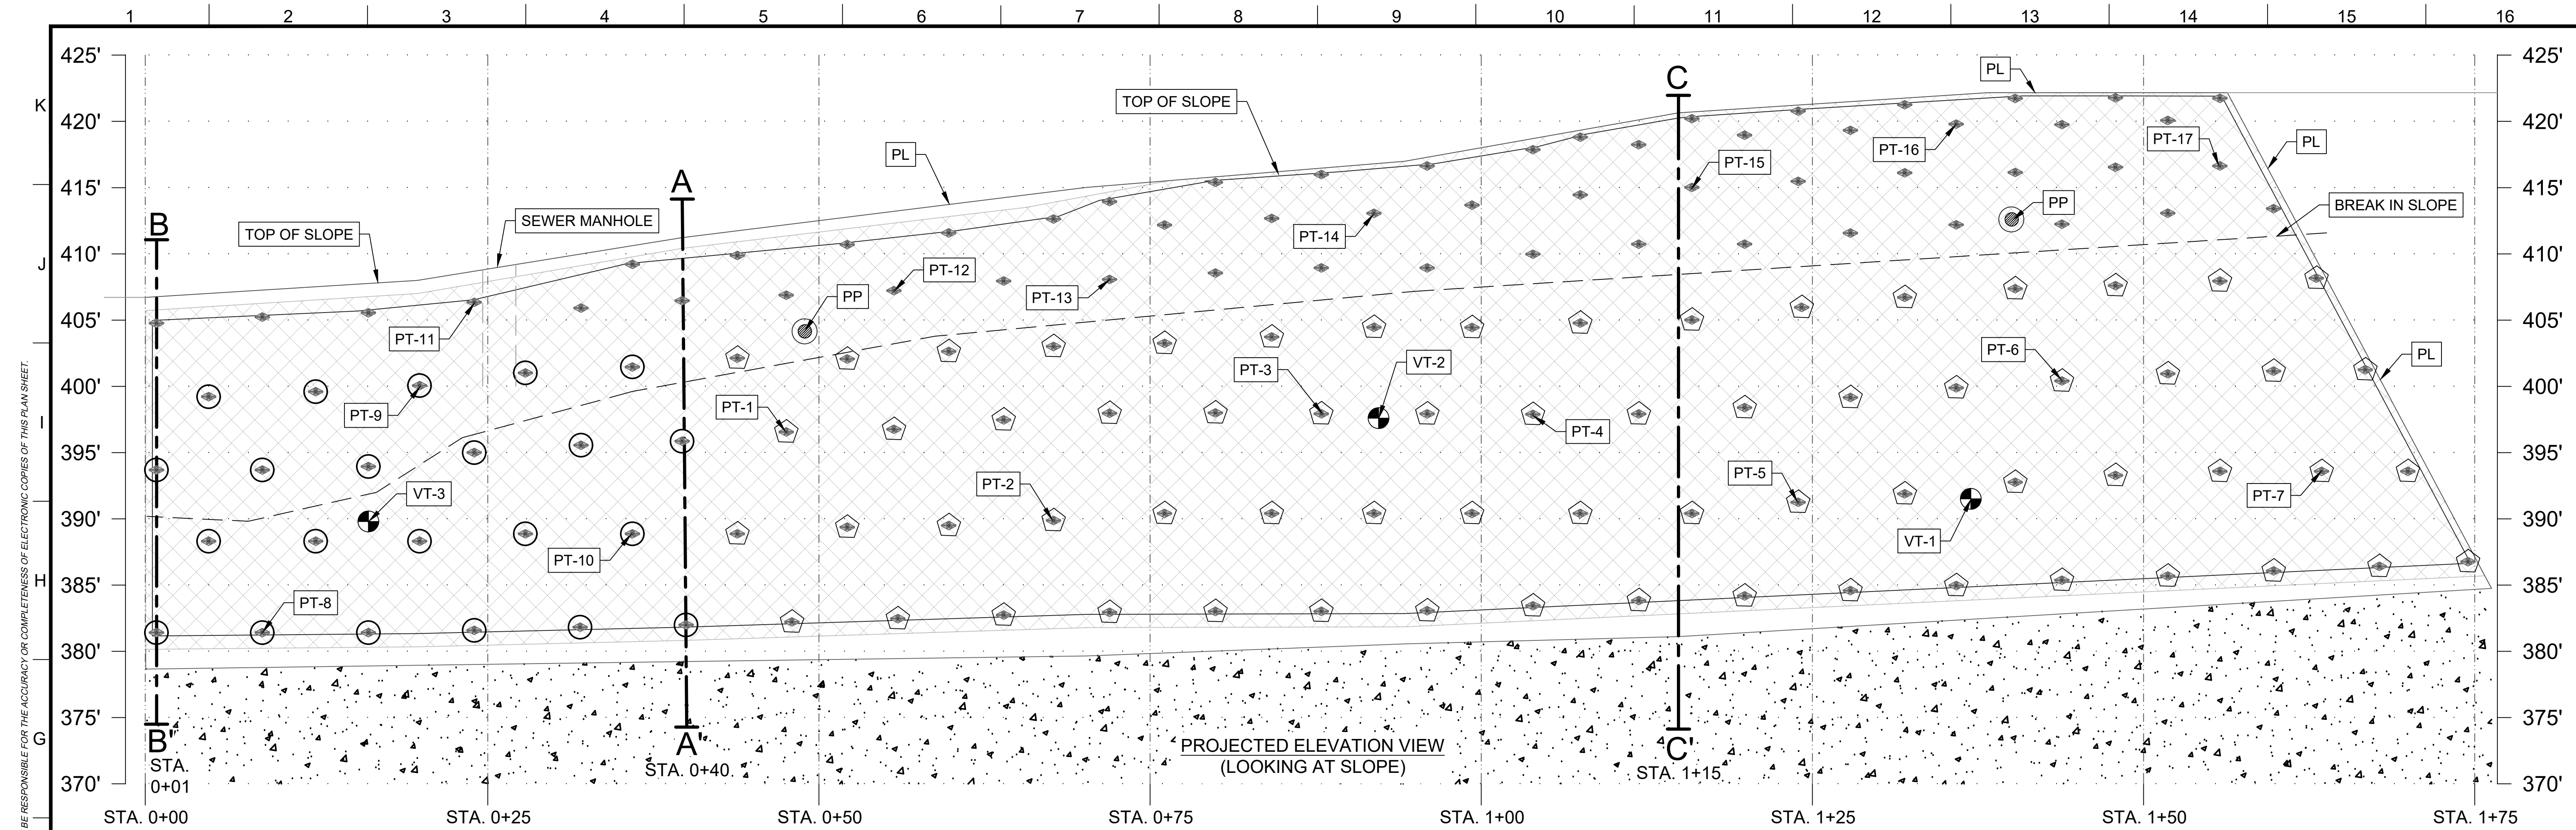 1 2 3 4 5 6 7 8 9 10 11 12 13 14 15 16
425' 425'
K
PL
C
TOP OF SLOPE
420' 420'
PT-17
PL
PT-16
PL
PT-15
A
415' 415'
SEWER MANHOLE
PP
BREAK IN SLOPE
B
TOP OF SLOPE
PT-14
410' 410'
J
PT-12
PT-13
PP
405' 405'
PT-11
PT-6
PL
VT-2
PT-3
400' 400'
PT-9
PT-1
I
PT-4
395' 395'
PT-5
VT-3
PT-2
PT-7
390' 390'
VT-1
PT-10
H
385' 385'
PT-8
380' 380'
375' 375'
G
B'
A'
C'
PROJECTED ELEVATION VIEW
(LOOKING AT SLOPE)
STA.
0+01
STA. 0+40
STA. 1+15
370' 370'
STA. 0+00 STA. 0+25 STA. 0+50 STA. 0+75 STA. 1+00 STA. 1+25 STA. 1+50 STA. 1+75
BE RESPONSIBLE FOR THE ACCURACY OR COMPLETENESS OF ELECTRONIC COPIES OF THIS PLAN SHEET.